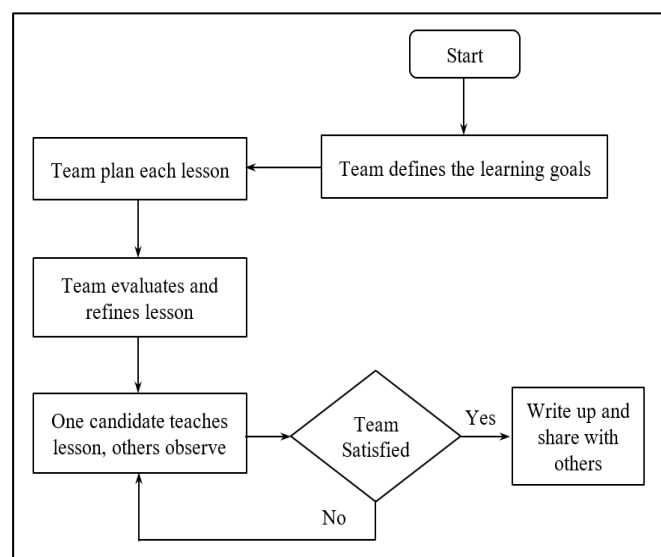 Start
Team defines the learning goals
Team plan each lesson
Team evaluates and
refines lesson
One candidate teaches
lesson, others observe
Team
Satisfied
Yes
Write up and
share with
others
No